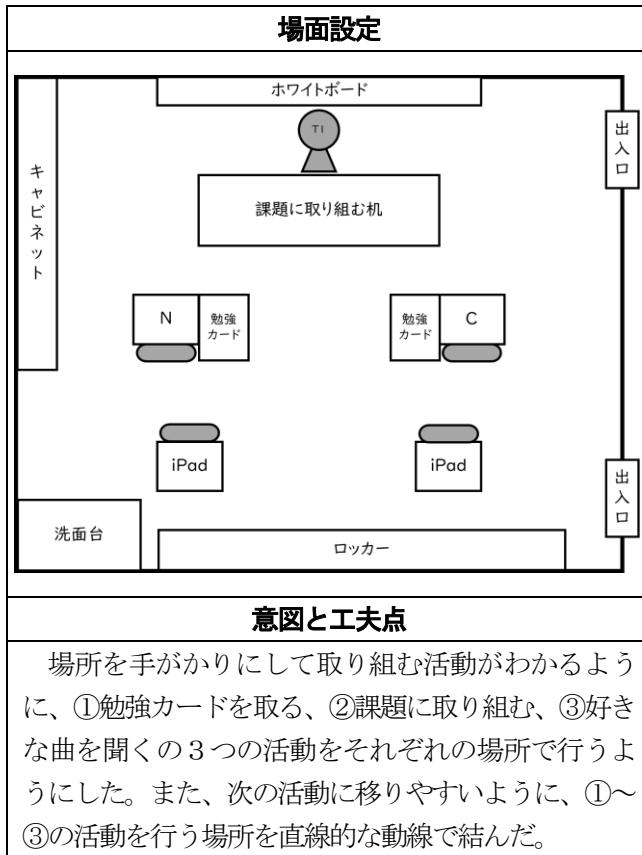 場面設定
ホワイトボード
T1
出入口
キャビネット
課題に取り組む机
N
勉強
カード
勉強
カード
C
iPad
iPad
出入口
洗面台
ロッカー
意図と工夫点
場所を手がかりにして取り組む活動がわかるよう
に、①勉強カードを取る、②課題に取り組む、③好き
な曲を聞くの３つの活動をそれぞれの場所で行うよ
うにした。また、次の活動に移りやすいように、①～
③の活動を行う場所を直線的な動線で結んだ。